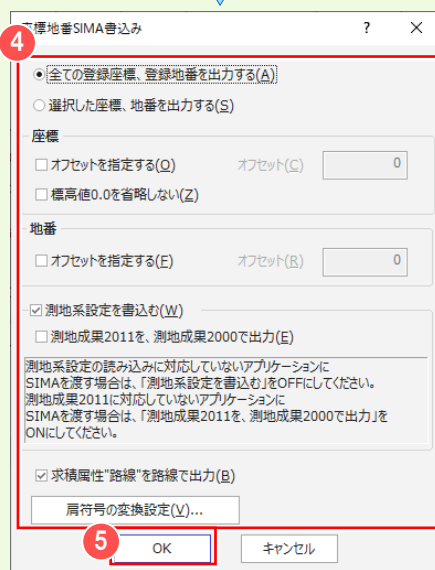 座標地番SIMA書込み
4
全ての登録座標、登録地番を出力する(A)
選択した座標、地番を出力する(S)
座標
オフセットを指定する(O) オフセット(C) 0
標高値0.0を省略しない(Z)
地番
オフセットを指定する(F) オフセット(R) 0
測地系設定を書込む(W)
測地成果2011を、測地成果2000で出力(E)
測地系設定の読み込みに対応していないアプリケーションに
SIMAを渡す場合は、「測地系設定を書込む」をOFFにしてください。
測地成果2011に対応していないアプリケーションに
SIMAを渡す場合は、「測地成果2011を、測地成果2000で出力」を
ONにしてください。
求積属性"路線"を路線で出力(B)
肩符号の変換設定(V)...
5
OK キャンセル